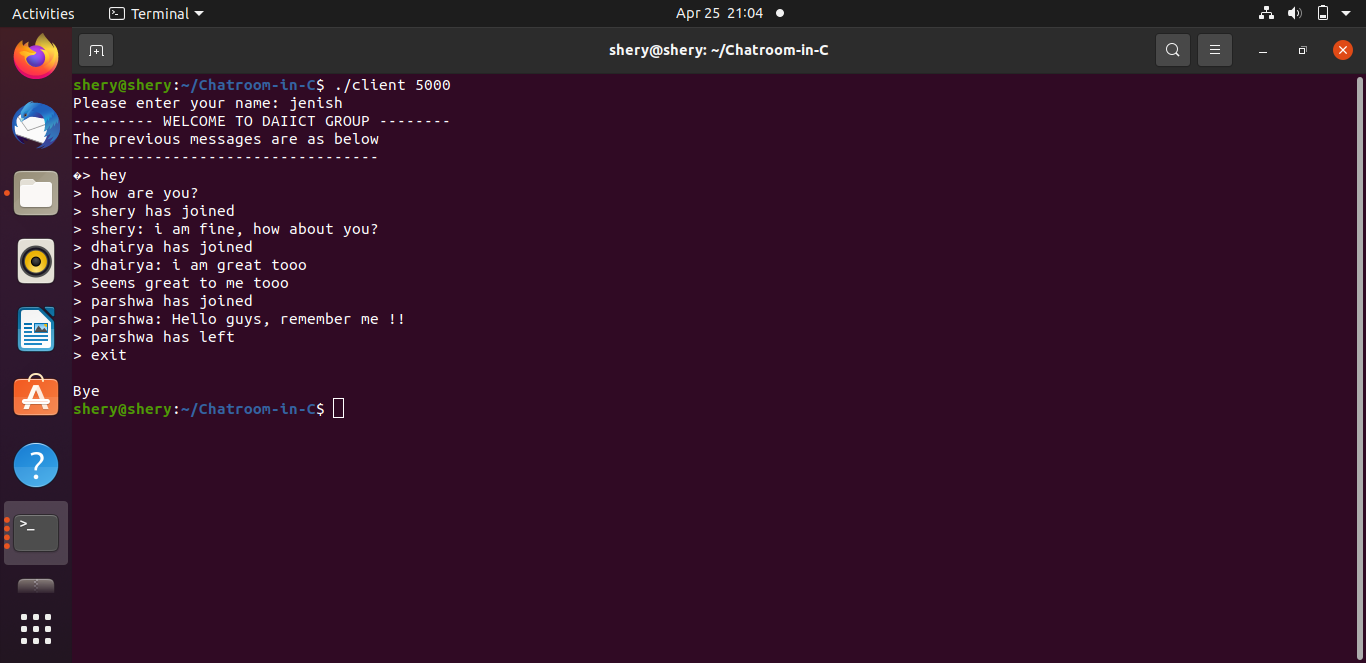 Activities Terminal Apr 25 21:04
shery@shery: ~/Chatroom-in-C
shery@shery:~/Chatroom-in-C$ ./client 5000
Please enter your name: jenish
--------- WELCOME TO DAIICT GROUP --------
The previous messages are as below
----------------------------------
�> hey
> how are you?
> shery has joined
> shery: i am fine, how about you?
> dhairya has joined
> dhairya: i am great tooo
> Seems great to me tooo
> parshwa has joined
> parshwa: Hello guys, remember me !!
> parshwa has left
> exit
Bye
shery@shery:~/Chatroom-in-C$